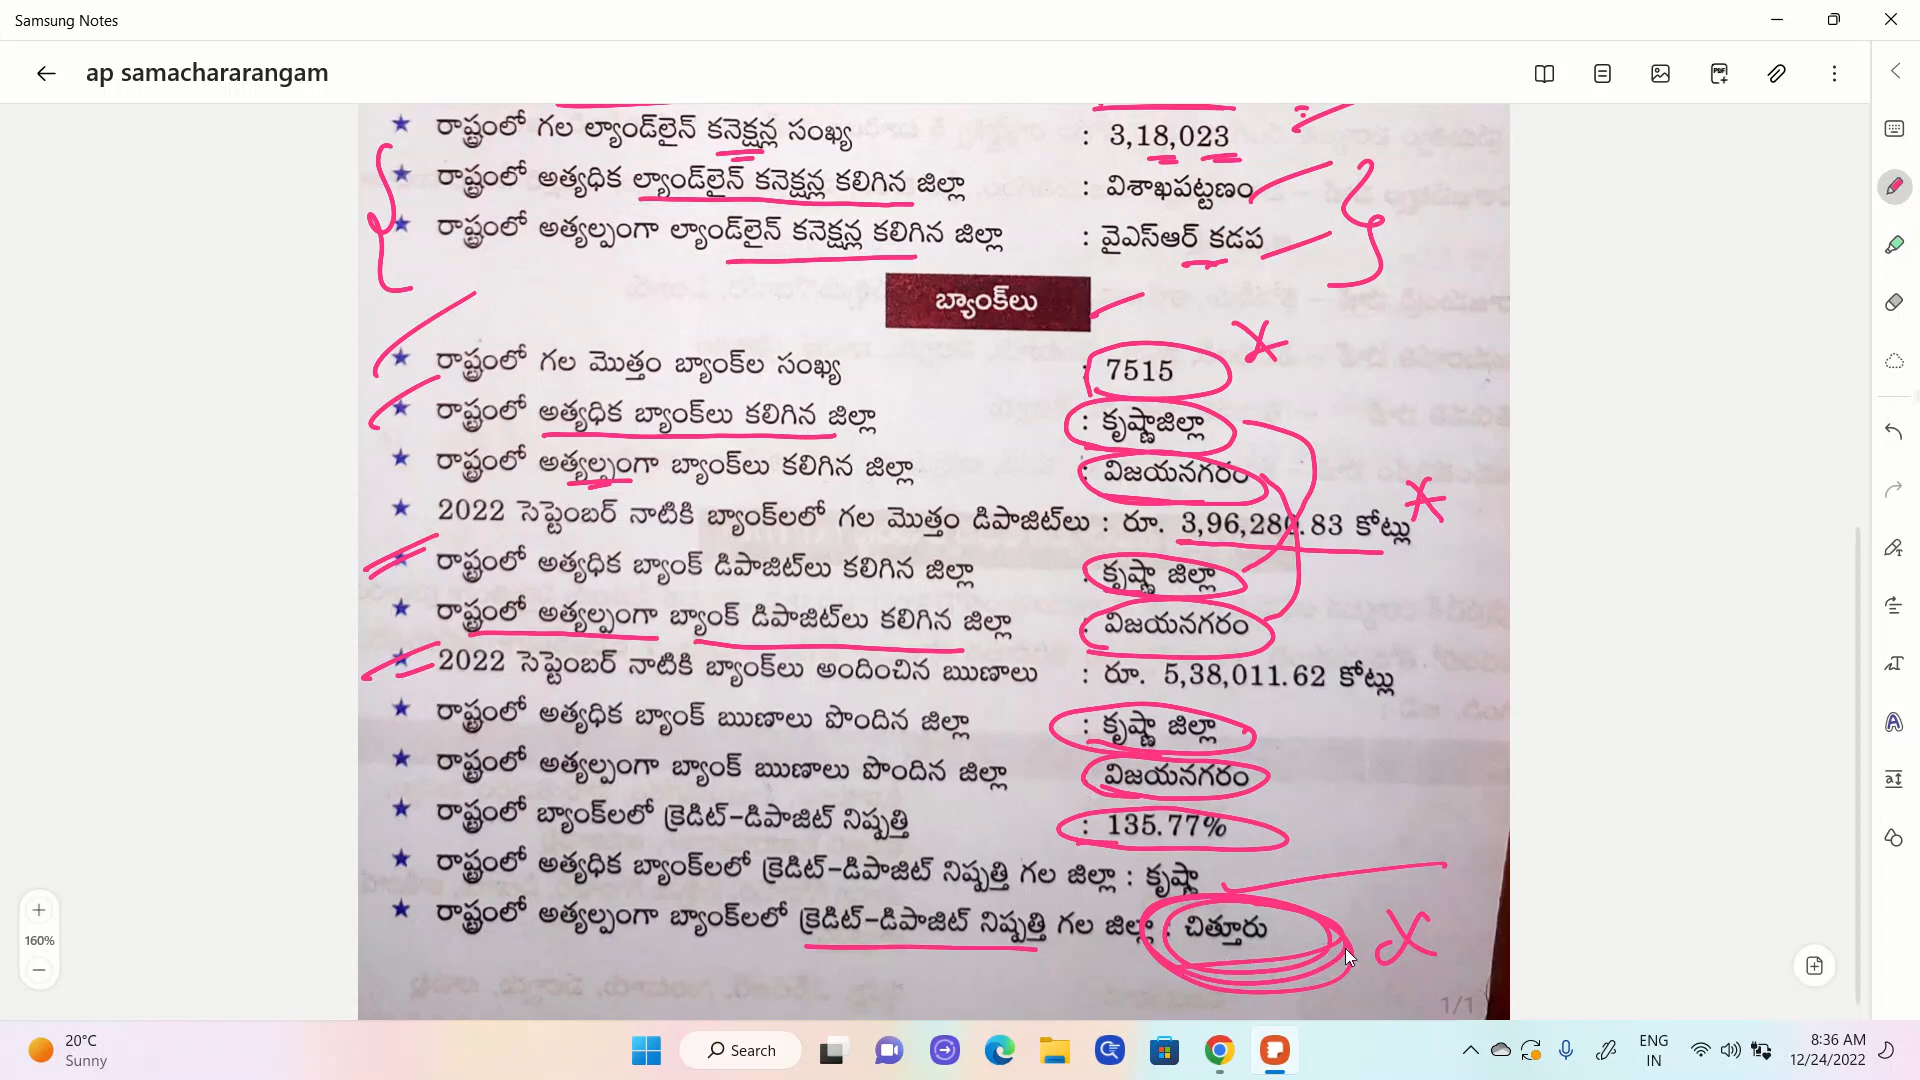 Samsung Notes
ap samachararangam
రాష్ట్రంలో గల ల్యాండ్‌లైన్ కనెక్షన్ల సంఖ్య : 3,18,023
రాష్ట్రంలో అత్యధిక ల్యాండ్‌లైన్ కనెక్షన్ల కలిగిన జిల్లా : విశాఖపట్టణం
రాష్ట్రంలో అత్యల్పంగా ల్యాండ్‌లైన్ కనెక్షన్ల కలిగిన జిల్లా : వైఎస్ఆర్ కడప
బ్యాంక్‌లు
రాష్ట్రంలో గల మొత్తం బ్యాంక్‌ల సంఖ్య : 7515
రాష్ట్రంలో అత్యధిక బ్యాంక్‌లు కలిగిన జిల్లా : కృష్ణాజిల్లా
రాష్ట్రంలో అత్యల్పంగా బ్యాంక్‌లు కలిగిన జిల్లా : విజయనగరం
2022 సెప్టెంబర్ నాటికి బ్యాంక్‌లలో గల మొత్తం డిపాజిట్‌లు : రూ. కోట్లు
రాష్ట్రంలో అత్యధిక బ్యాంక్ డిపాజిట్‌లు కలిగిన జిల్లా : కృష్ణా జిల్లా
రాష్ట్రంలో అత్యల్పంగా బ్యాంక్ డిపాజిట్‌లు కలిగిన జిల్లా : విజయనగరం
2022 సెప్టెంబర్ నాటికి బ్యాంక్‌లు అందించిన ఋణాలు : రూ. 5,38,011.62 కోట్లు
రాష్ట్రంలో అత్యధిక బ్యాంక్ ఋణాలు పొందిన జిల్లా : కృష్ణా జిల్లా
రాష్ట్రంలో అత్యల్పంగా బ్యాంక్ ఋణాలు పొందిన జిల్లా : విజయనగరం
రాష్ట్రంలో బ్యాంక్‌లలో క్రెడిట్-డిపాజిట్ నిష్పత్తి : 135.77%
రాష్ట్రంలో అత్యధిక బ్యాంక్‌లలో క్రెడిట్-డిపాజిట్ నిష్పత్తి గల జిల్లా : కృష్ణా
రాష్ట్రంలో అత్యల్పంగా బ్యాంక్‌లలో క్రెడిట్-డిపాజిట్ నిష్పత్తి గల జిల్లా : చిత్తూరు
160%
1/1
20°C
Sunny
Search
ENG
IN
8:36 AM
12/24/2022